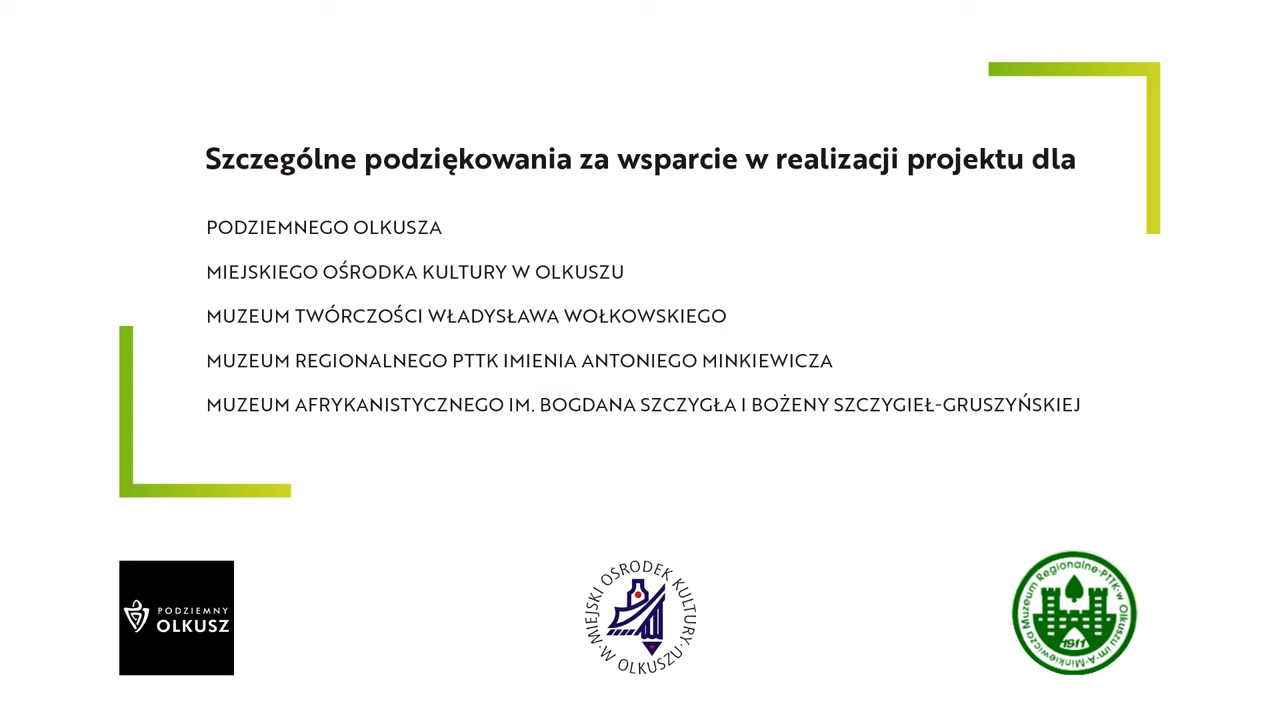 Szczególne podziękowania za wsparcie w realizacji projektu dla
PODZIEMNEGO OLKUSZA
MIEJSKIEGO OŚRODKA KULTURY W OLKUSZU
MUZEUM TWÓRCZOŚCI WŁADYSŁAWA WOŁKOWSKIEGO
MUZEUM REGIONALNEGO PTTK IMIENIA ANTONIEGO MINKIEWICZA
MUZEUM AFRYKANISTYCZNEGO IM. BOGDANA SZCZYGŁA I BOŻENY SZCZYGIEŁ-GRUSZYŃSKIEJ
PODZIEMNY
OLKUSZ
MIEJSKI OŚRODEK KULTURY
W OLKUSZU
Muzeum Regionalne·PTTK·w Olkuszu im·A·Minkiewicza
1911